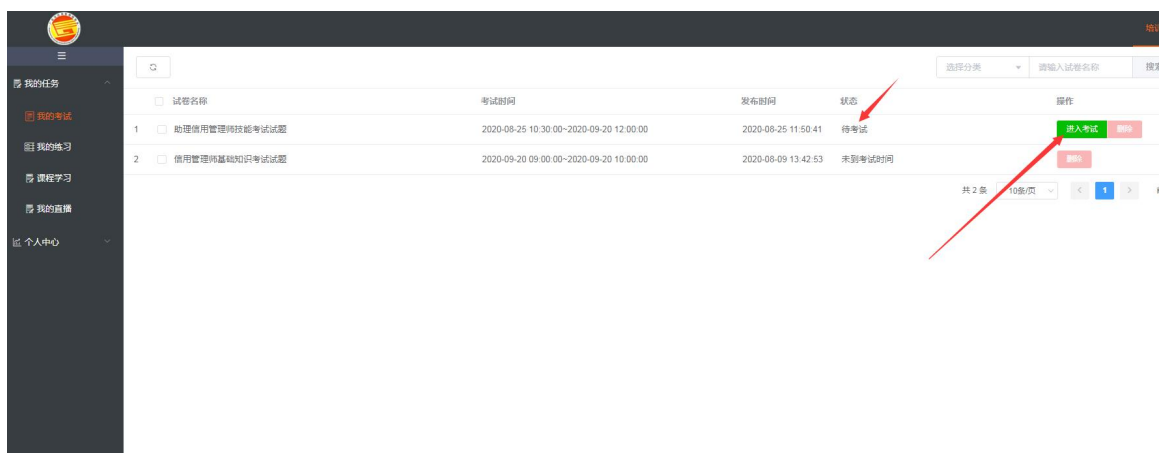 培训
我的任务
我的考试
我的练习
课程学习
我的直播
个人中心
选择分类 请输入试卷名称 搜索
试卷名称 考试时间 发布时间 状态 操作
1 助理信用管理师技能考试试题 2020-08-25 10:30:00~2020-09-20 12:00:00 2020-08-25 11:50:41 待考试 进入考试 删除
2 信用管理师基础知识考试试题 2020-09-20 09:00:00~2020-09-20 10:00:00 2020-08-09 13:42:53 未到考试时间 删除
共 2 条 10条/页 < 1 >